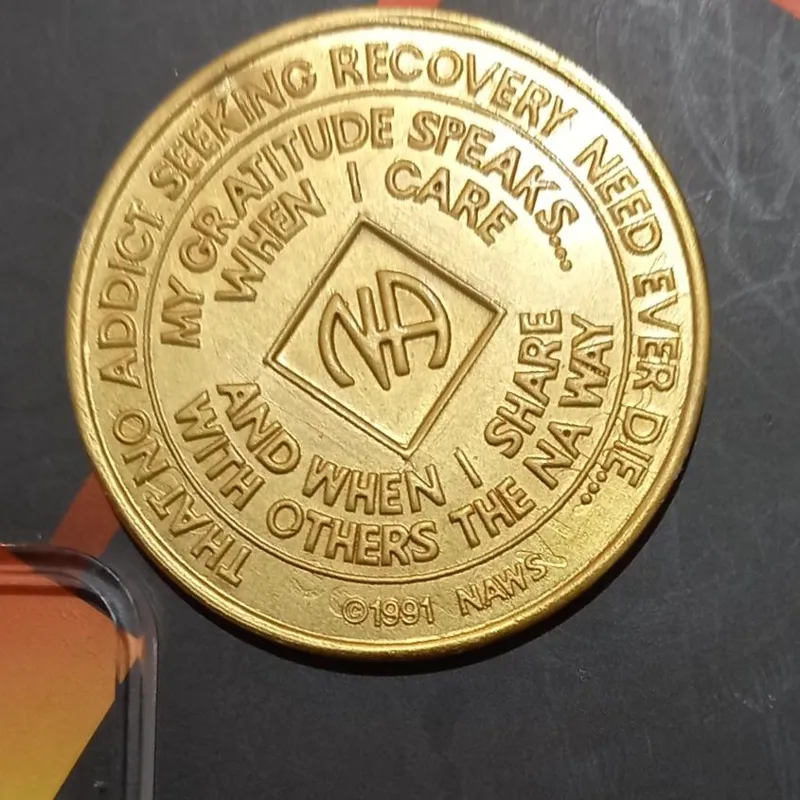 THAT NO ADDICT SEEKING RECOVERY NEED EVER DIE....
MY GRATITUDE SPEAKS...
WHEN I CARE
NA
AND WHEN I SHARE
WITH OTHERS THE NA WAY
©1991 NAWS